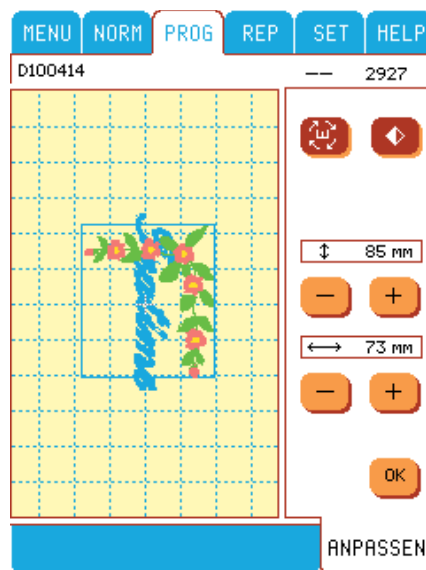 MENU NORM PROG REP SET HELP
D100414 –– 2927
E
↕ 85 MM
− +
↔ 73 MM
− +
OK
ANPASSEN